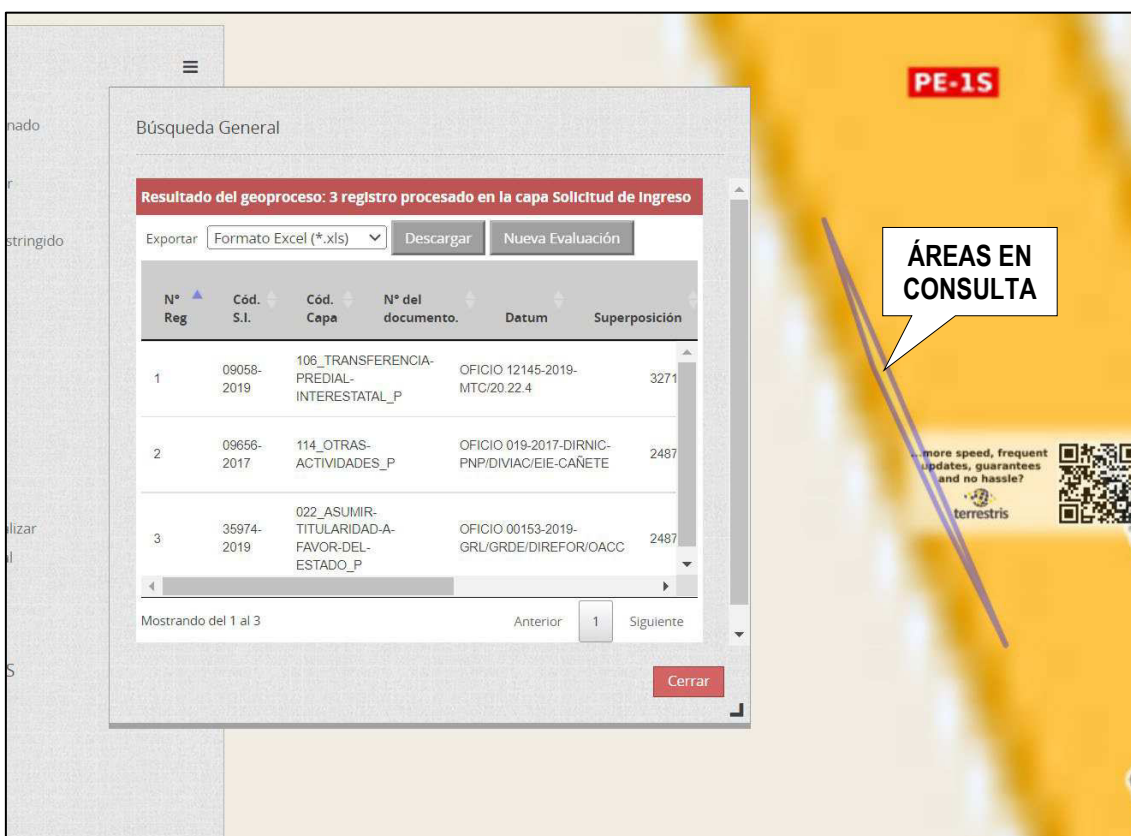 nado
r
stringido
lizar
al
S
Búsqueda General
Resultado del geoproceso: 3 registro procesado en la capa Solicitud de Ingreso
Exportar Formato Excel (*.xls) Descargar Nueva Evaluación
N° Reg Cód. S.I. Cód. Capa N° del documento. Datum Superposición
1 09058-2019 106_TRANSFERENCIA-PREDIAL-INTERESTATAL_P OFICIO 12145-2019-MTC/20.22.4 3271
2 09656-2017 114_OTRAS-ACTIVIDADES_P OFICIO 019-2017-DIRNIC-PNP/DIVIAC/EIE-CAÑETE 2487
3 35974-2019 022_ASUMIR-TITULARIDAD-A-FAVOR-DEL-ESTADO_P OFICIO 00153-2019-GRL/GRDE/DIREFOR/OACC 2487
Mostrando del 1 al 3 Anterior 1 Siguiente
Cerrar
PE-1S
ÁREAS EN
CONSULTA
...more speed, frequent
updates, guarantees
and no hassle?
terrestris